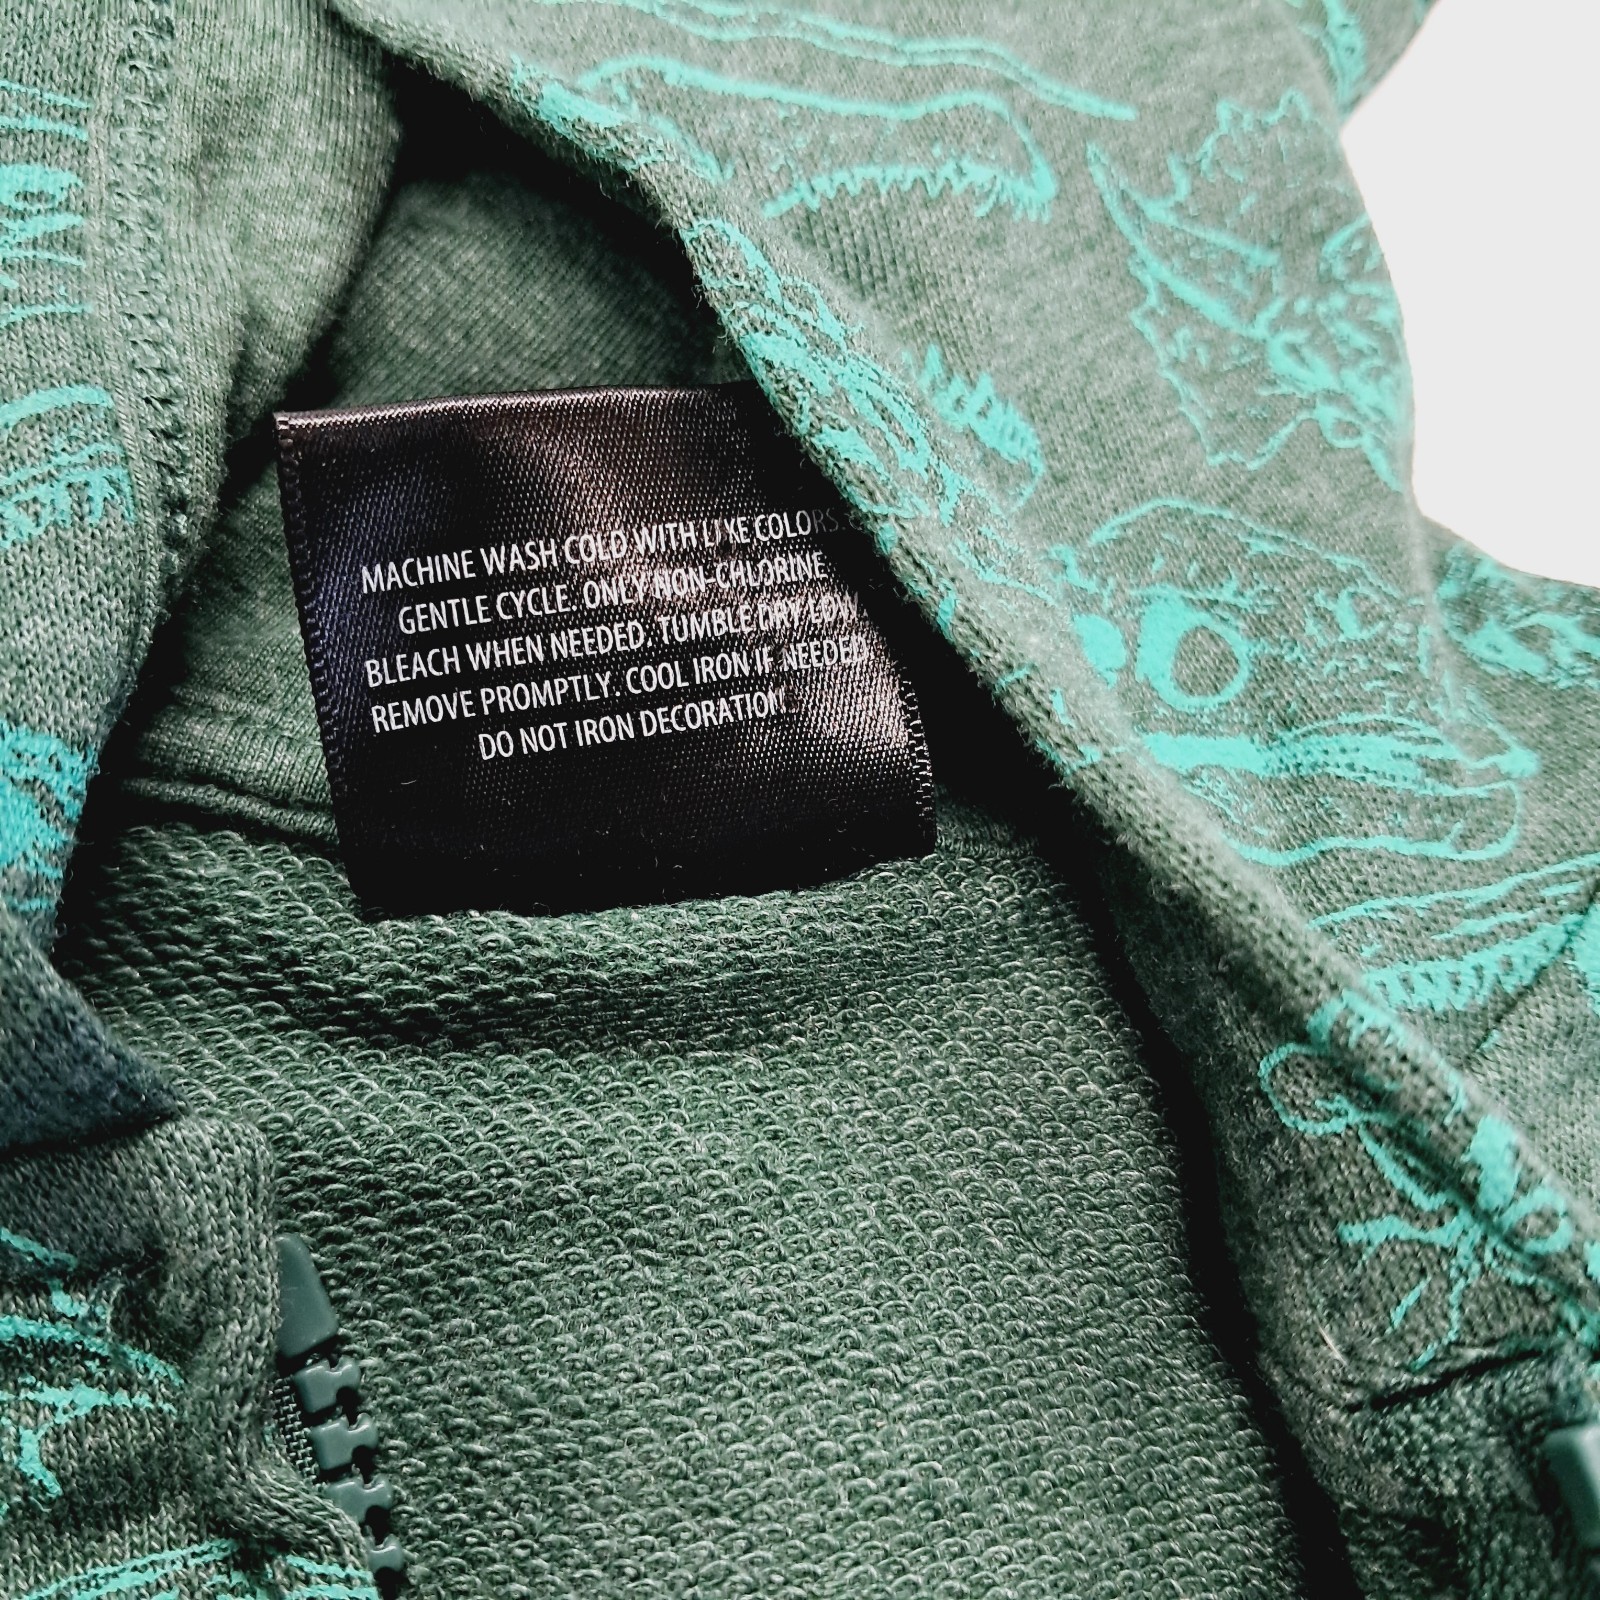 MACHINE WASH COLD WITH LIKE COLORS.
GENTLE CYCLE. ONLY NON-CHLORINE
BLEACH WHEN NEEDED. TUMBLE DRY LOW.
REMOVE PROMPTLY. COOL IRON IF NEEDED.
DO NOT IRON DECORATION.